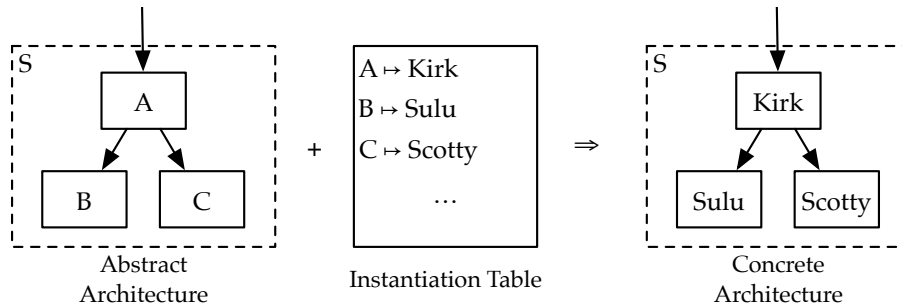 S
A
B
C
Abstract
Architecture
+
A ↦ Kirk
B ↦ Sulu
C ↦ Scotty
...
Instantiation Table
⇒
S
Kirk
Sulu
Scotty
Concrete
Architecture